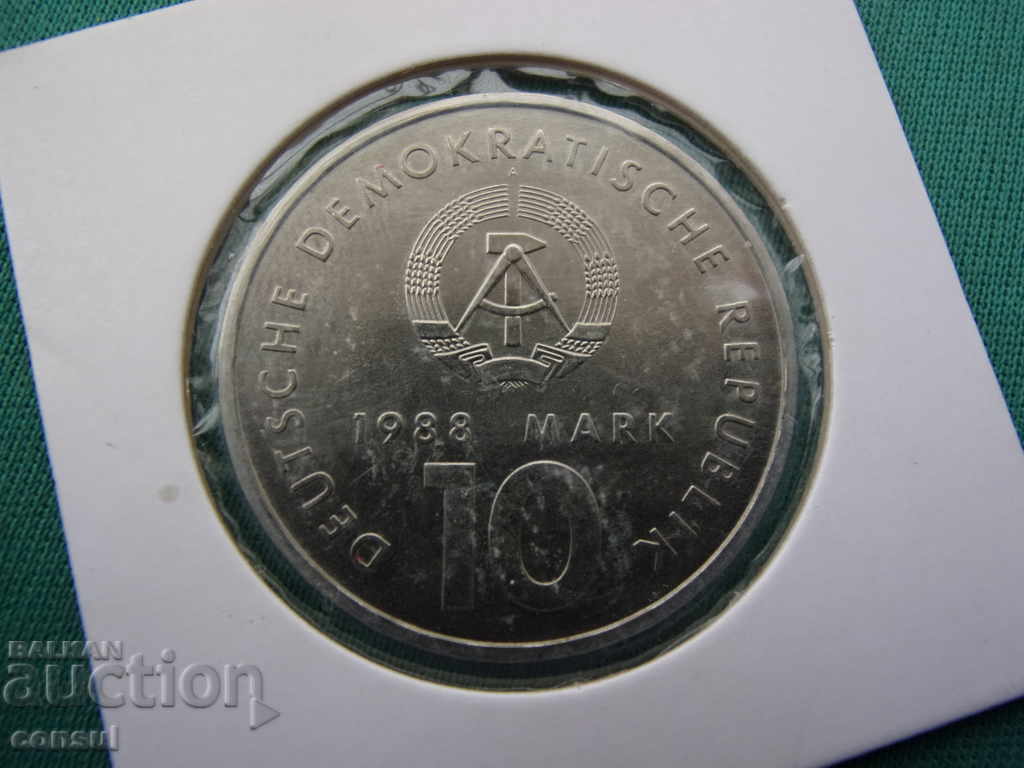 DEUTSCHE DEMOKRATISCHE REPUBLIK
A
1988 MARK
10
BALKAN
auction
consul